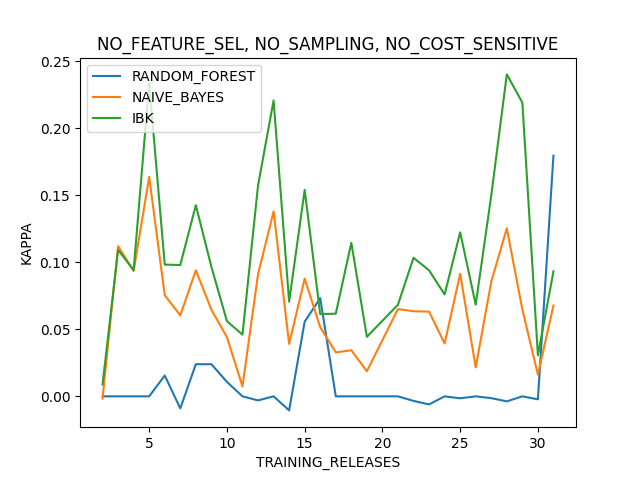 NO_FEATURE_SEL, NO_SAMPLING, NO_COST_SENSITIVE
RANDOM_FOREST
NAIVE_BAYES
IBK
0.25
0.20
0.15
0.10
0.05
0.00
KAPPA
5 10 15 20 25 30
TRAINING_RELEASES